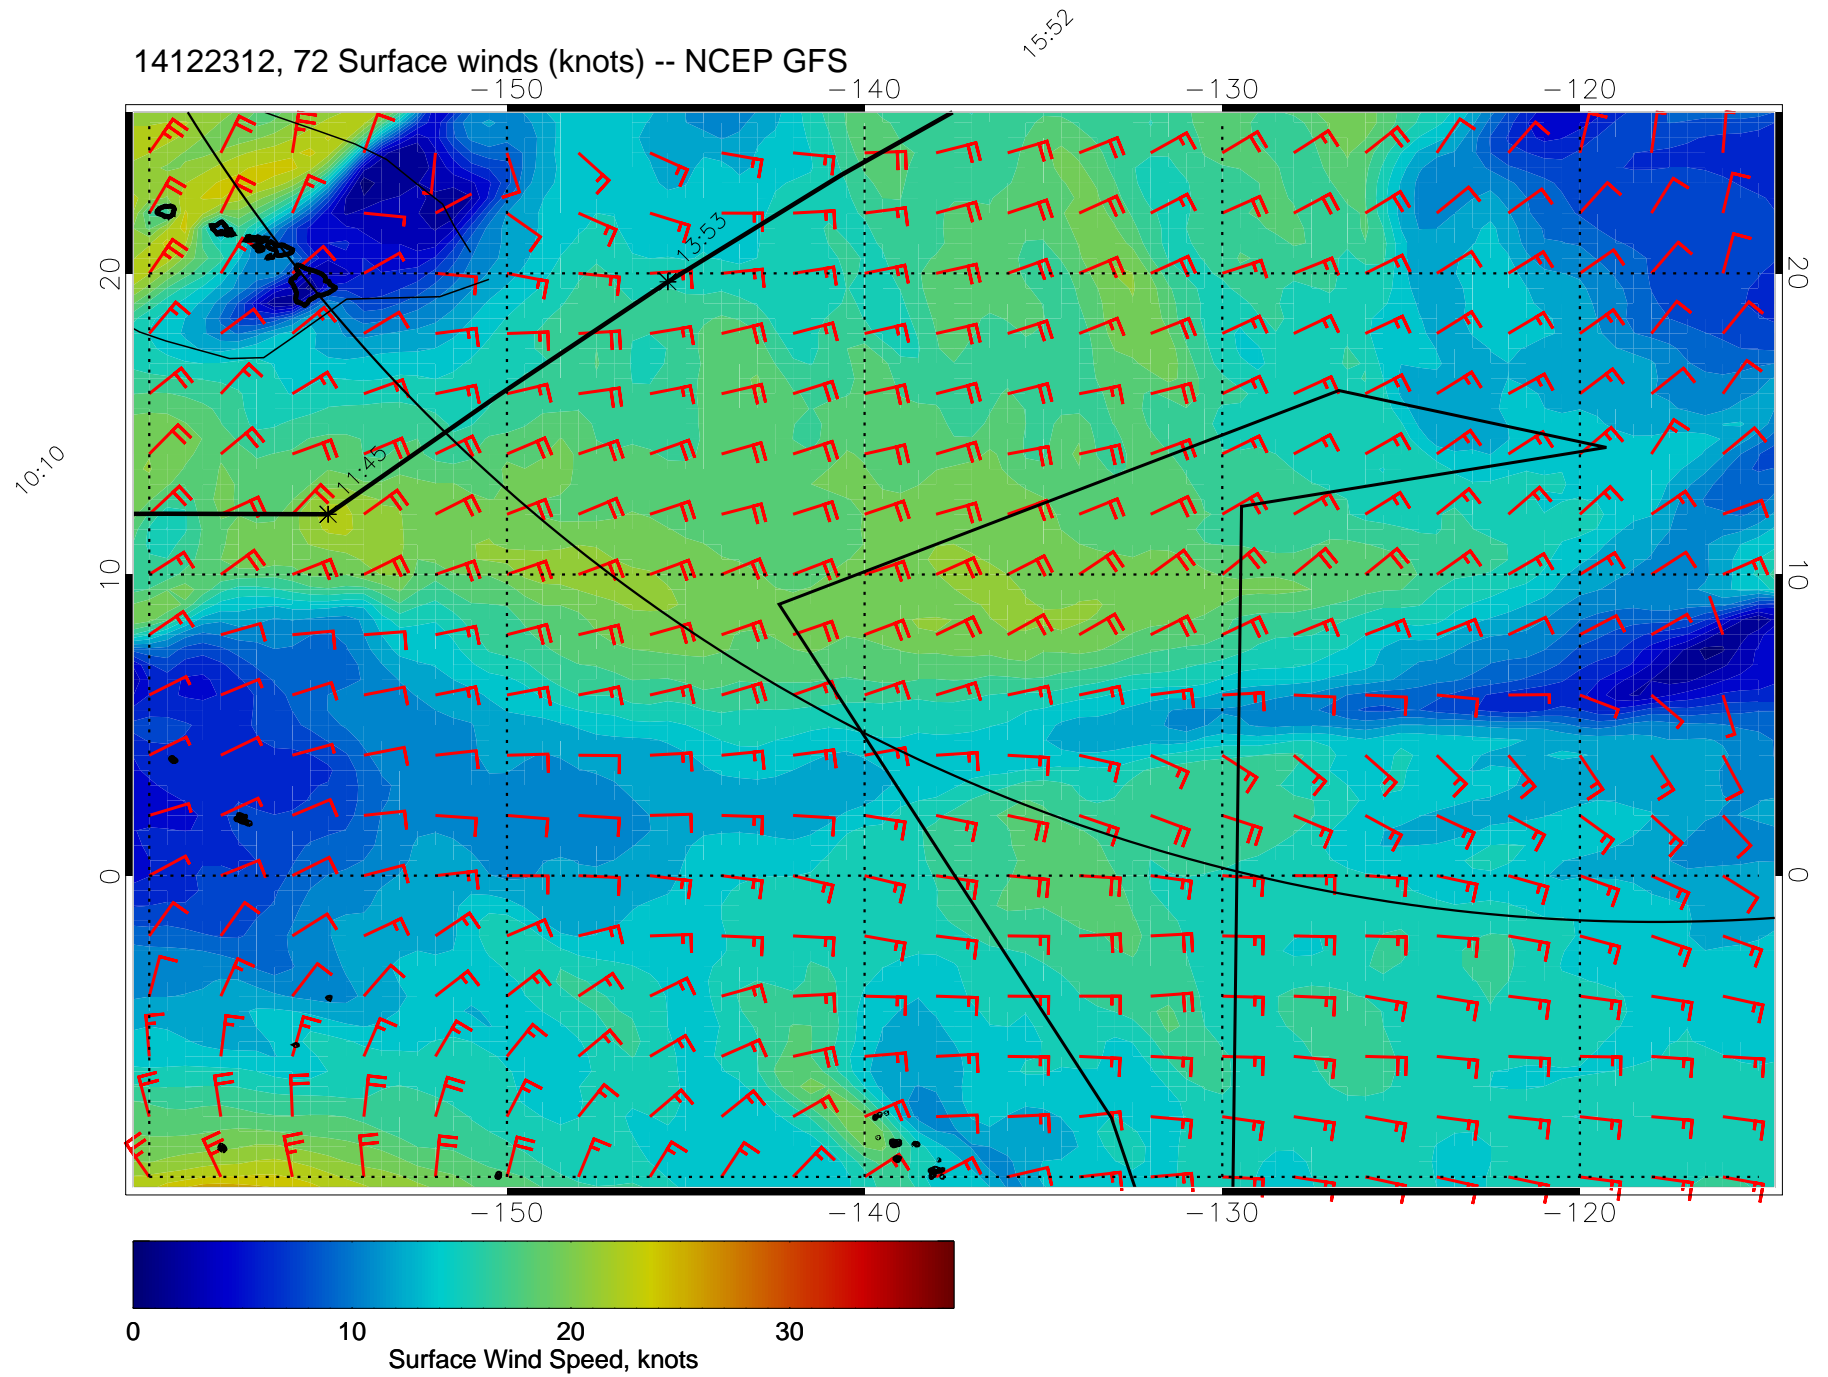 15:52
14122312, 72 Surface winds (knots) -- NCEP GFS
-150 -140 -130 -120
13:53
20 20
11:45
10:10
10 10
0 0
-150 -140 -130 -120
0 10 20 30
Surface Wind Speed, knots